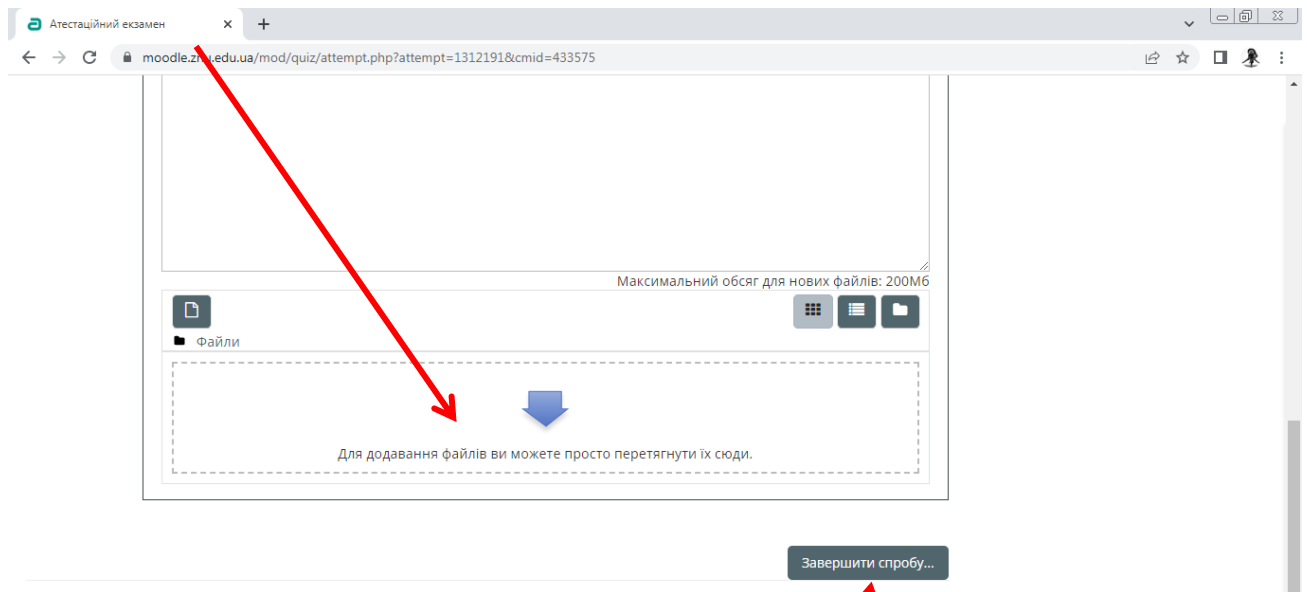 Атестаційний екзамен
moodle.znu.edu.ua/mod/quiz/attempt.php?attempt=1312191&cmid=433575
Максимальний обсяг для нових файлів: 200Мб
Файли
Для додавання файлів ви можете просто перетягнути їх сюди.
Завершити спробу...